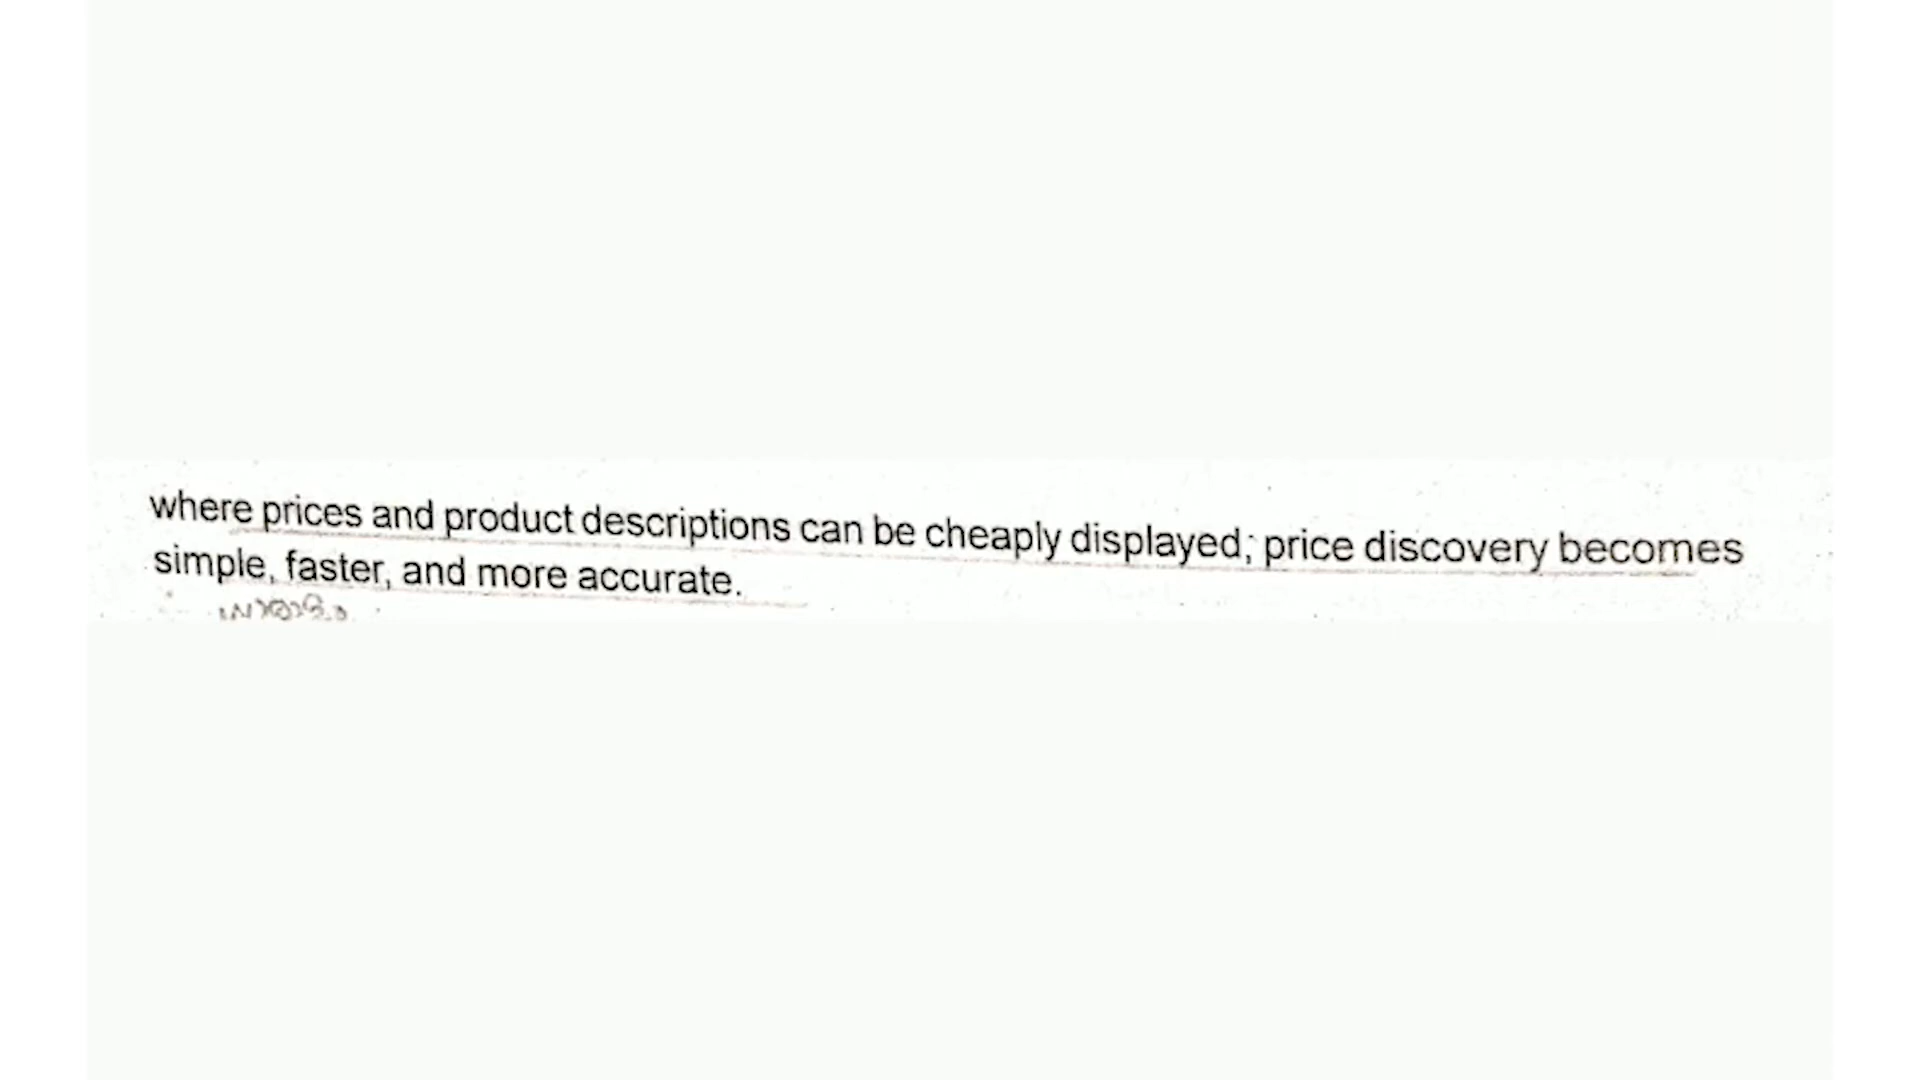 where prices and product descriptions can be cheaply displayed; price discovery becomes
simple, faster, and more accurate.